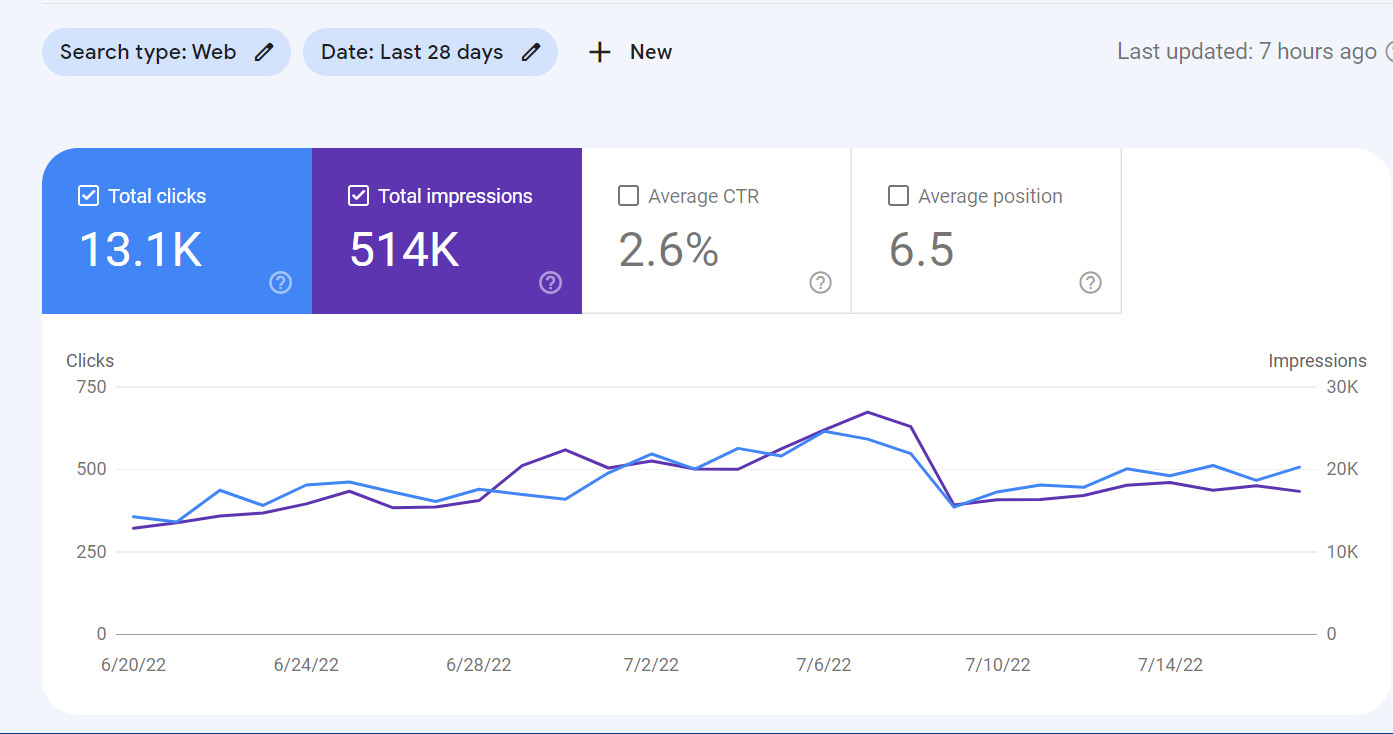 Search type: Web Date: Last 28 days + New Last updated: 7 hours ago
Total clicks Total impressions Average CTR Average position
13.1K 514K 2.6% 6.5
Clicks Impressions
750 30K
500 20K
250 10K
0 0
6/20/22 6/24/22 6/28/22 7/2/22 7/6/22 7/10/22 7/14/22